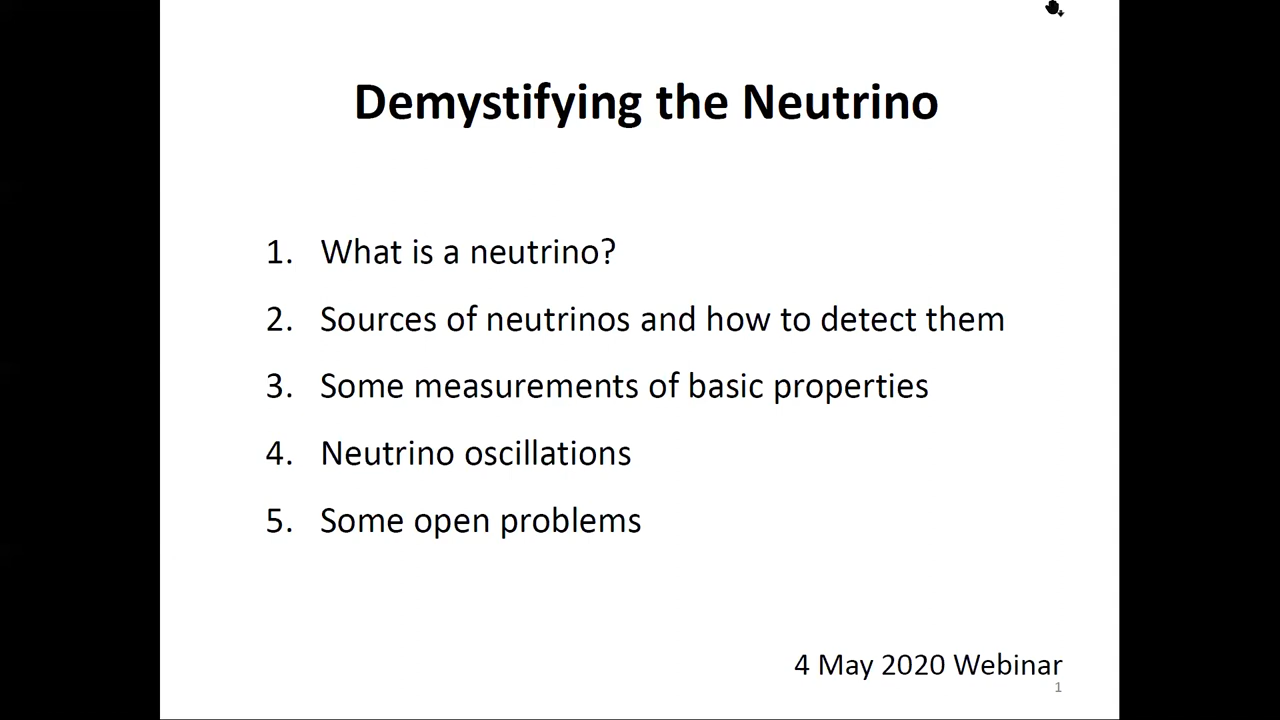 Demystifying the Neutrino
1. What is a neutrino?
2. Sources of neutrinos and how to detect them
3. Some measurements of basic properties
4. Neutrino oscillations
5. Some open problems
4 May 2020 Webinar
1